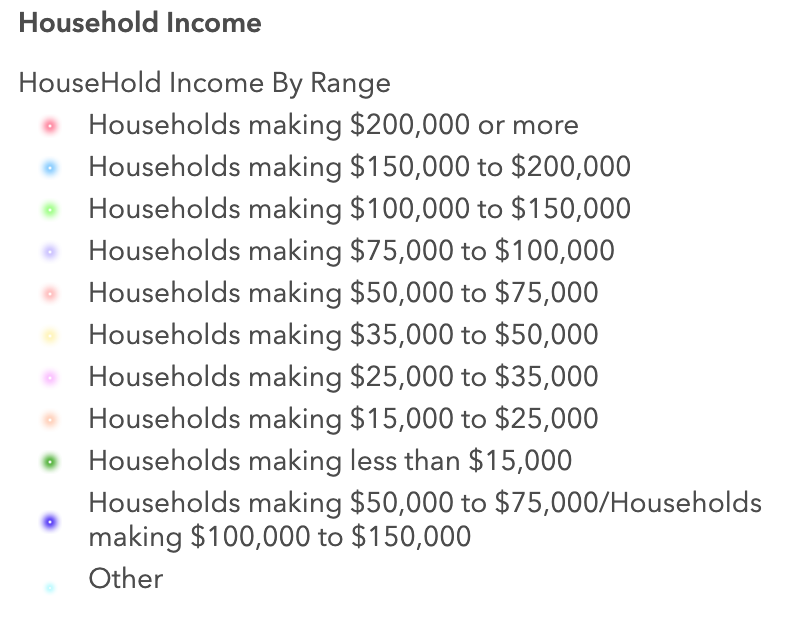 Household Income
HouseHold Income By Range
Households making $200,000 or more
Households making $150,000 to $200,000
Households making $100,000 to $150,000
Households making $75,000 to $100,000
Households making $50,000 to $75,000
Households making $35,000 to $50,000
Households making $25,000 to $35,000
Households making $15,000 to $25,000
Households making less than $15,000
Households making $50,000 to $75,000/Households
making $100,000 to $150,000
Other